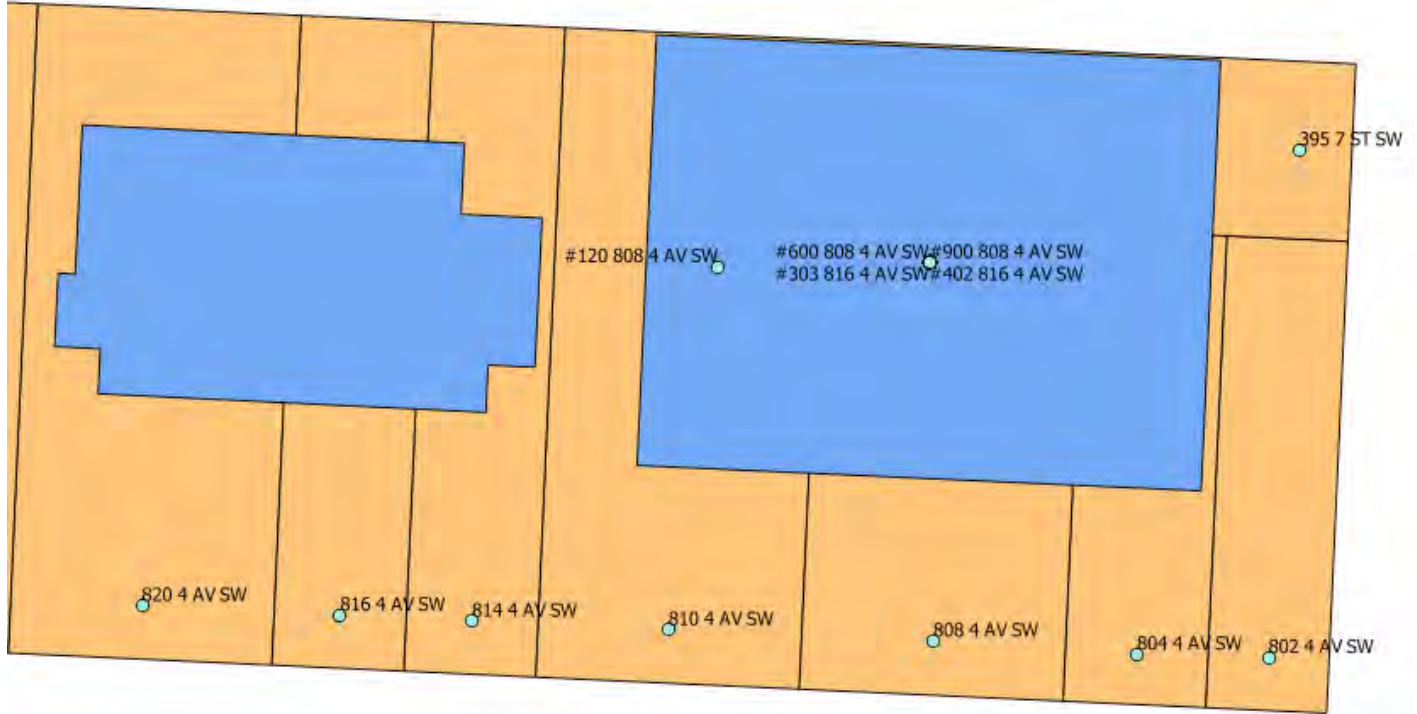 395 7 ST SW
#120 808 4 AV SW
#600 808 4 AV SW
#900 808 4 AV SW
#303 816 4 AV SW
#402 816 4 AV SW
820 4 AV SW
816 4 AV SW
814 4 AV SW
810 4 AV SW
808 4 AV SW
804 4 AV SW
802 4 AV SW